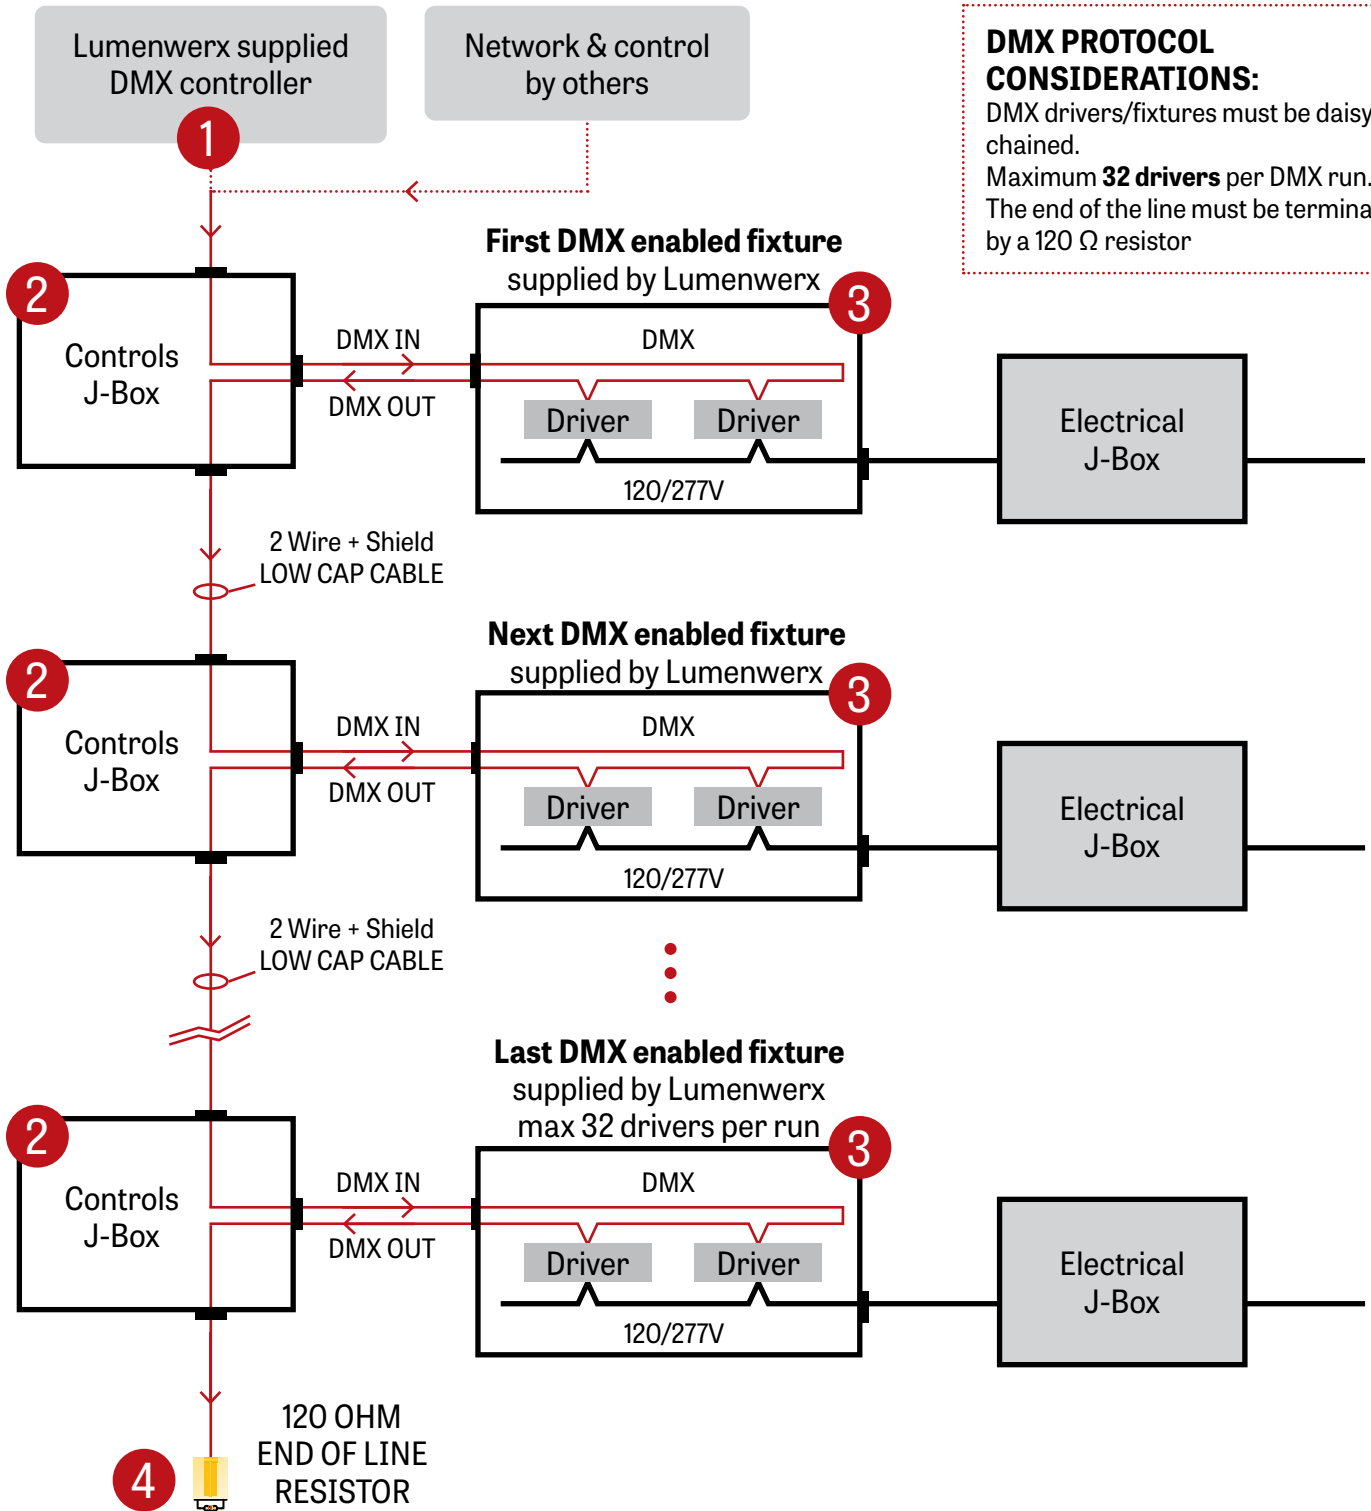 Lumenwerx supplied
DMX controller
1
Network & control
by others
DMX PROTOCOL
CONSIDERATIONS:
DMX drivers/fixtures must be daisy
chained.
Maximum 32 drivers per DMX run.
The end of the line must be termina
by a 120 Ω resistor
First DMX enabled fixture
supplied by Lumenwerx
2
Controls
J-Box
DMX IN
DMX OUT
3
DMX
Driver
Driver
120/277V
Electrical
J-Box
2 Wire + Shield
LOW CAP CABLE
Next DMX enabled fixture
supplied by Lumenwerx
2
Controls
J-Box
DMX IN
DMX OUT
3
DMX
Driver
Driver
120/277V
Electrical
J-Box
2 Wire + Shield
LOW CAP CABLE
Last DMX enabled fixture
supplied by Lumenwerx
max 32 drivers per run
2
Controls
J-Box
DMX IN
DMX OUT
3
DMX
Driver
Driver
120/277V
Electrical
J-Box
4
120 OHM
END OF LINE
RESISTOR